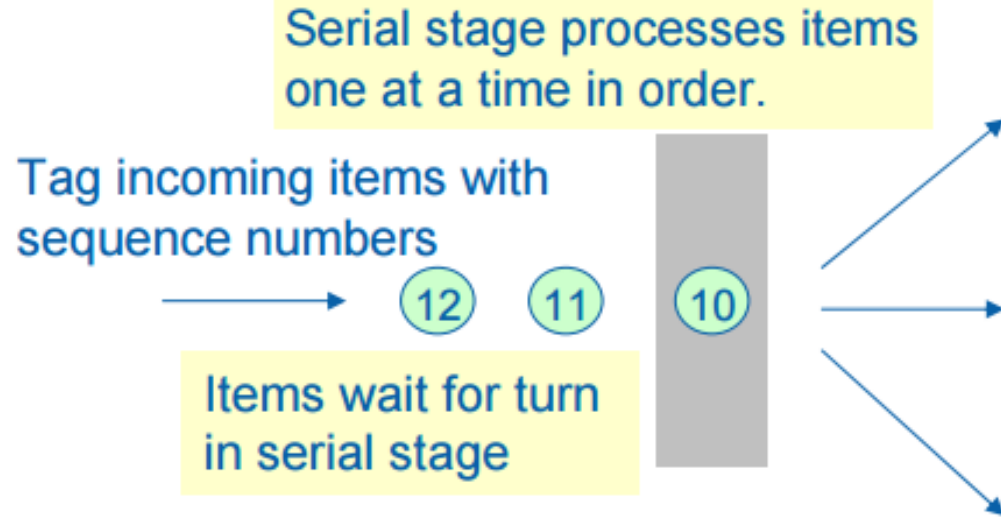 Serial stage processes items
one at a time in order.
Tag incoming items with
sequence numbers
12 11 10
Items wait for turn
in serial stage